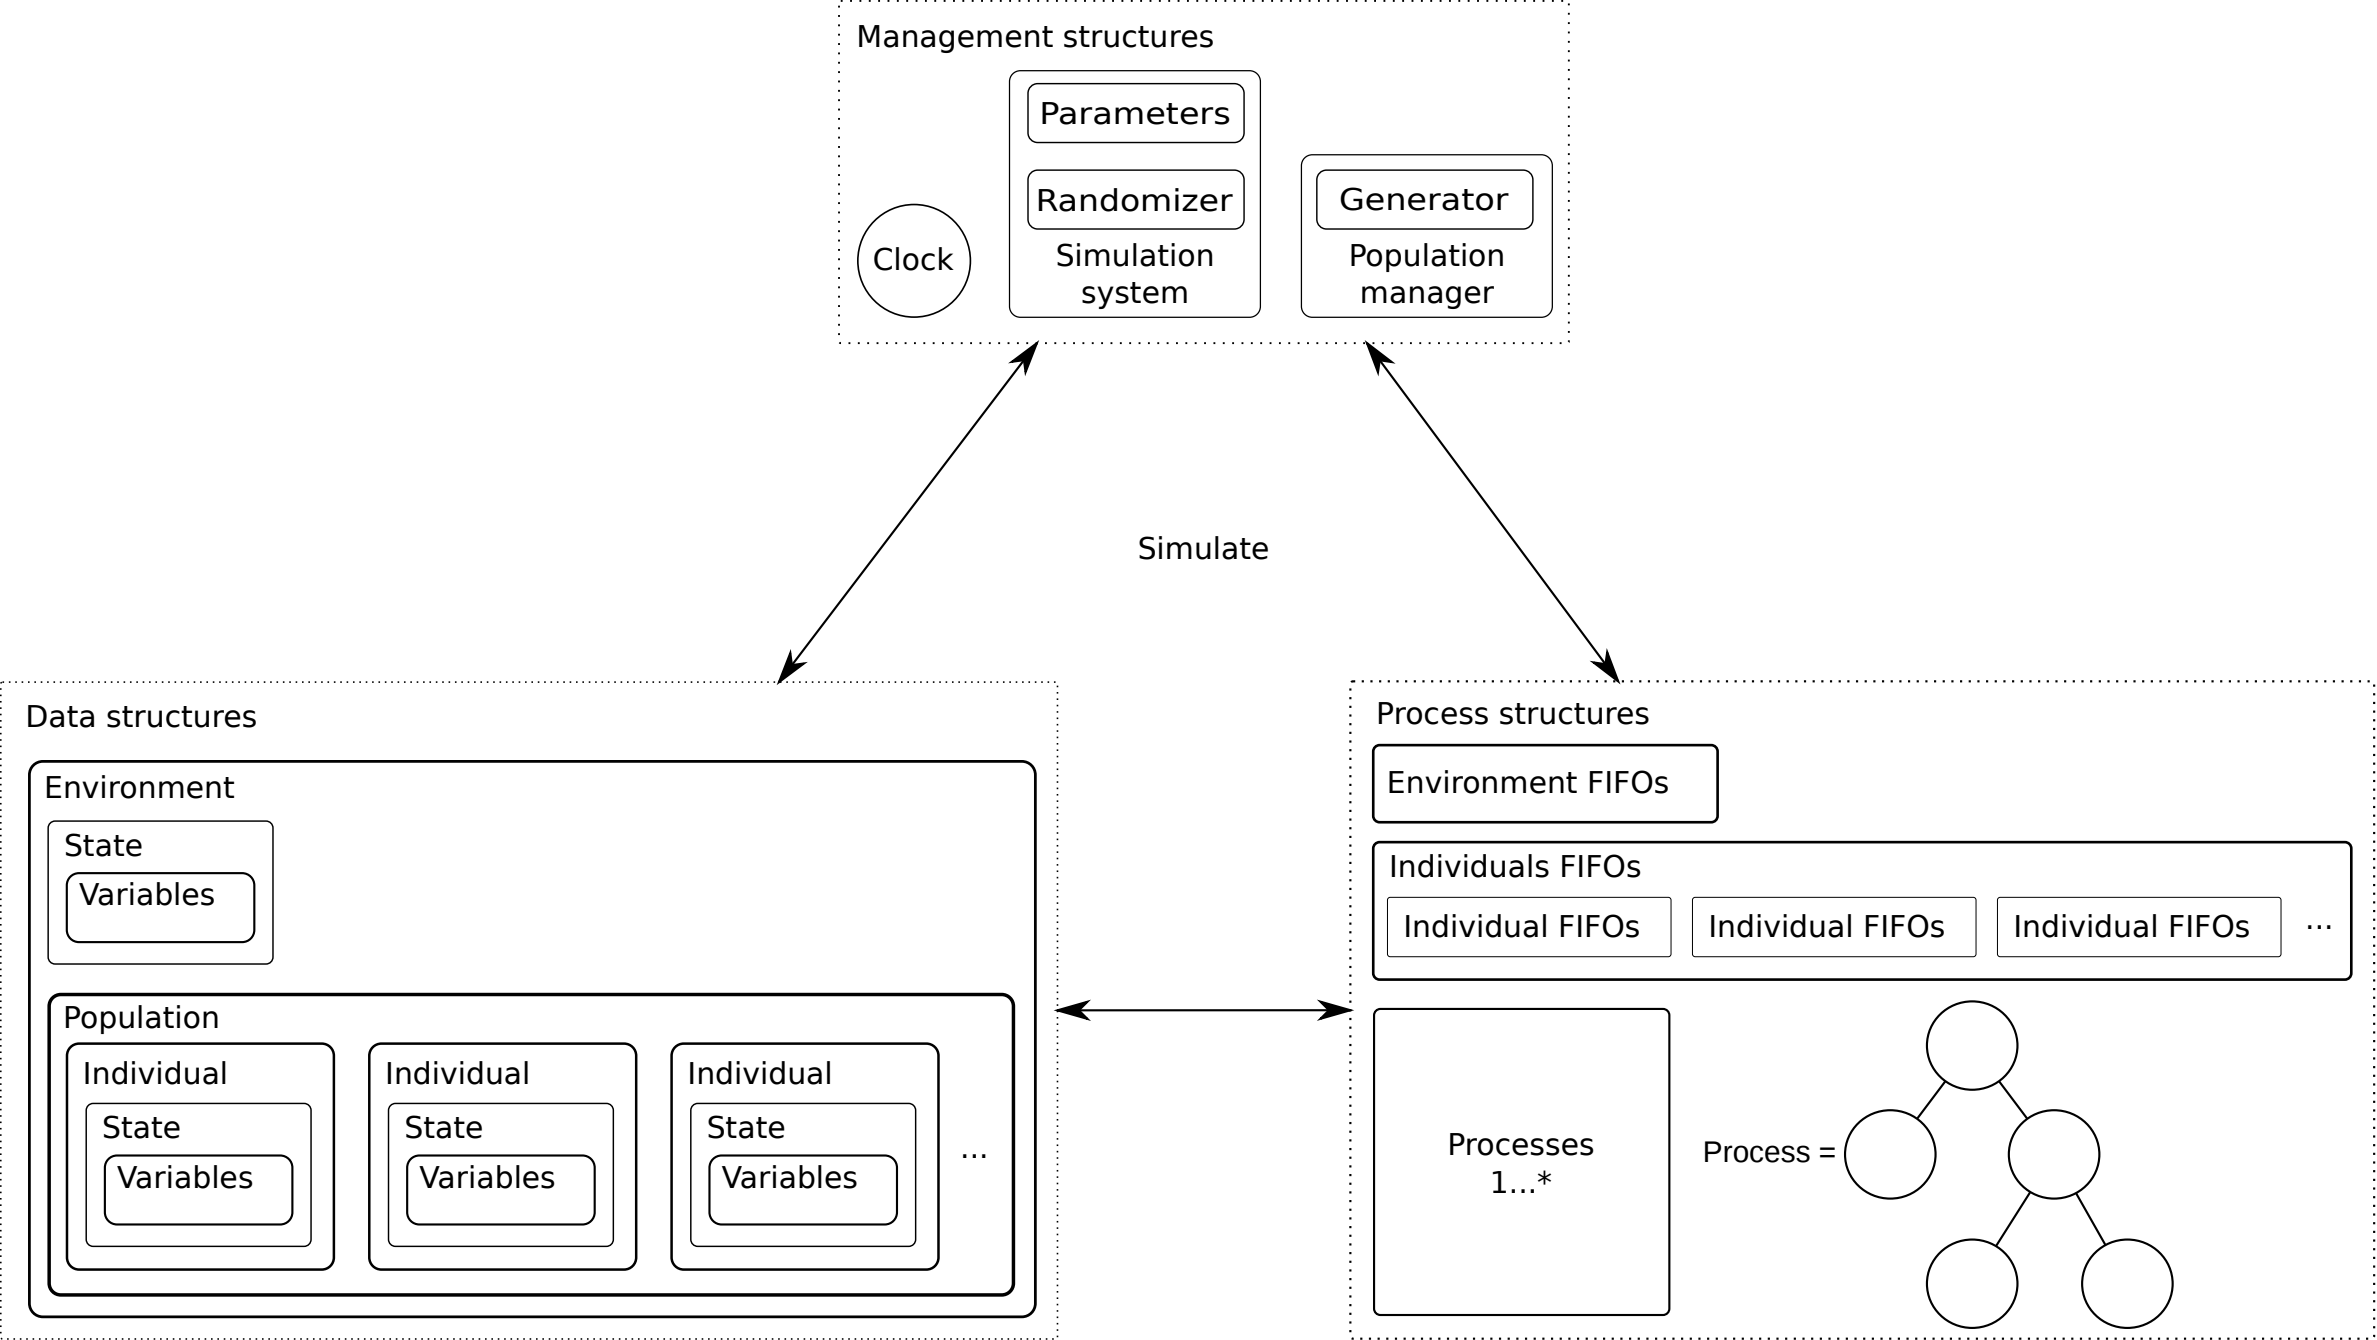 Management structures
Parameters
Randomizer
Simulation
system
Clock
Generator
Population
manager
Simulate
Data structures
Environment
State
Variables
Population
Individual
State
Variables
Individual
State
Variables
Individual
State
Variables
...
Process structures
Environment FIFOs
Individuals FIFOs
Individual FIFOs
Individual FIFOs
Individual FIFOs
...
Processes
1...*
Process =